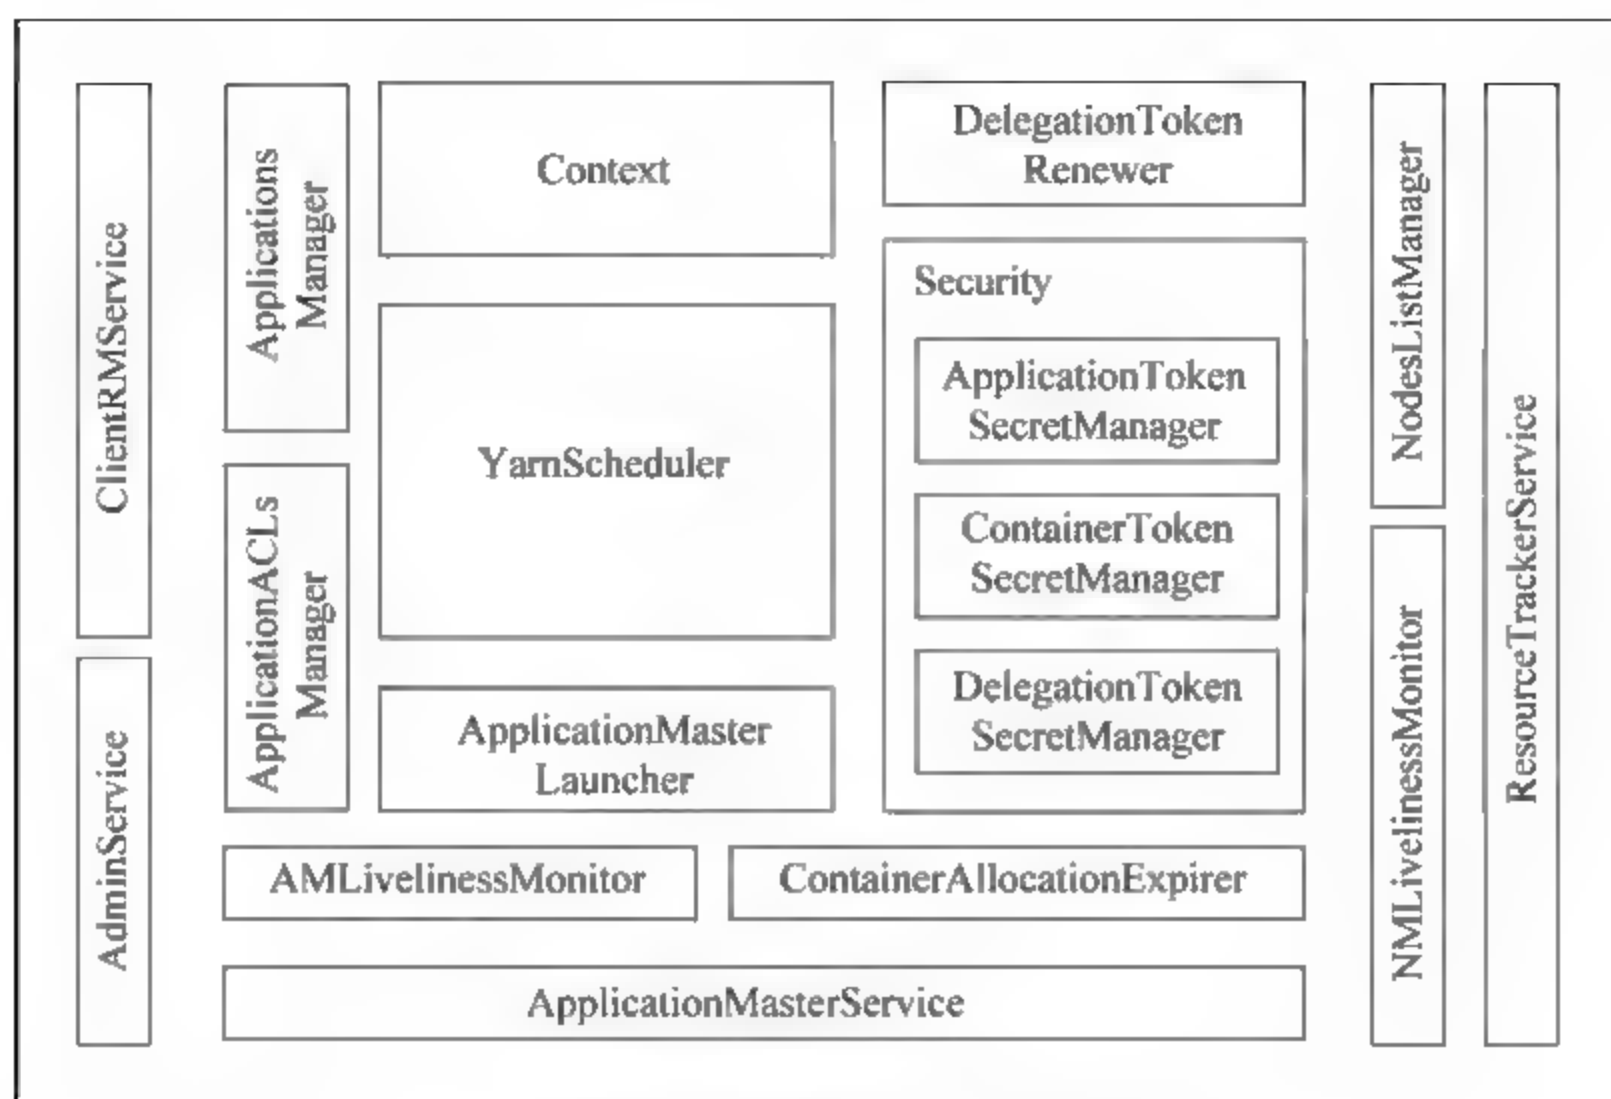 ClientRMService
AdminService
Applications
Manager
ApplicationACLs
Manager
Context
YarnScheduler
ApplicationMaster
Launcher
DelegationToken
Renewer
Security
ApplicationToken
SecretManager
ContainerToken
SecretManager
DelegationToken
SecretManager
AMLivelinessMonitor
ContainerAllocationExpirer
ApplicationMasterService
NodesListManager
NMLivelinessMonitor
ResourceTrackerService